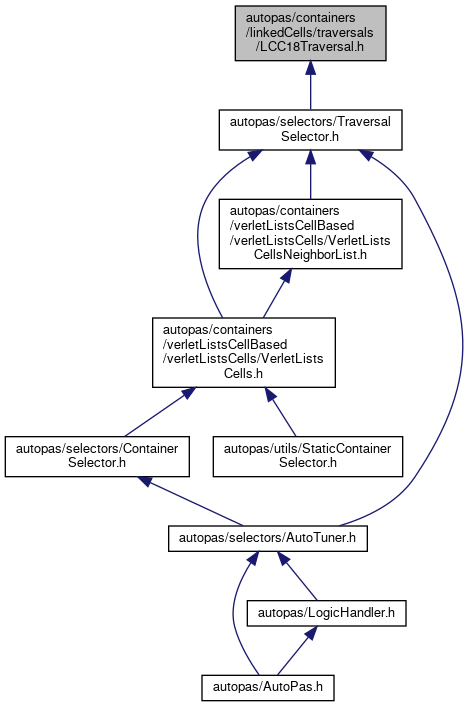 autopas/containers
/linkedCells/traversals
/LCC18Traversal.h
autopas/selectors/Traversal
Selector.h
autopas/containers
/verletListsCellBased
/verletListsCells/VerletLists
CellsNeighborList.h
autopas/containers
/verletListsCellBased
/verletListsCells/VerletLists
Cells.h
autopas/selectors/Container
Selector.h
autopas/utils/StaticContainer
Selector.h
autopas/selectors/AutoTuner.h
autopas/LogicHandler.h
autopas/AutoPas.h